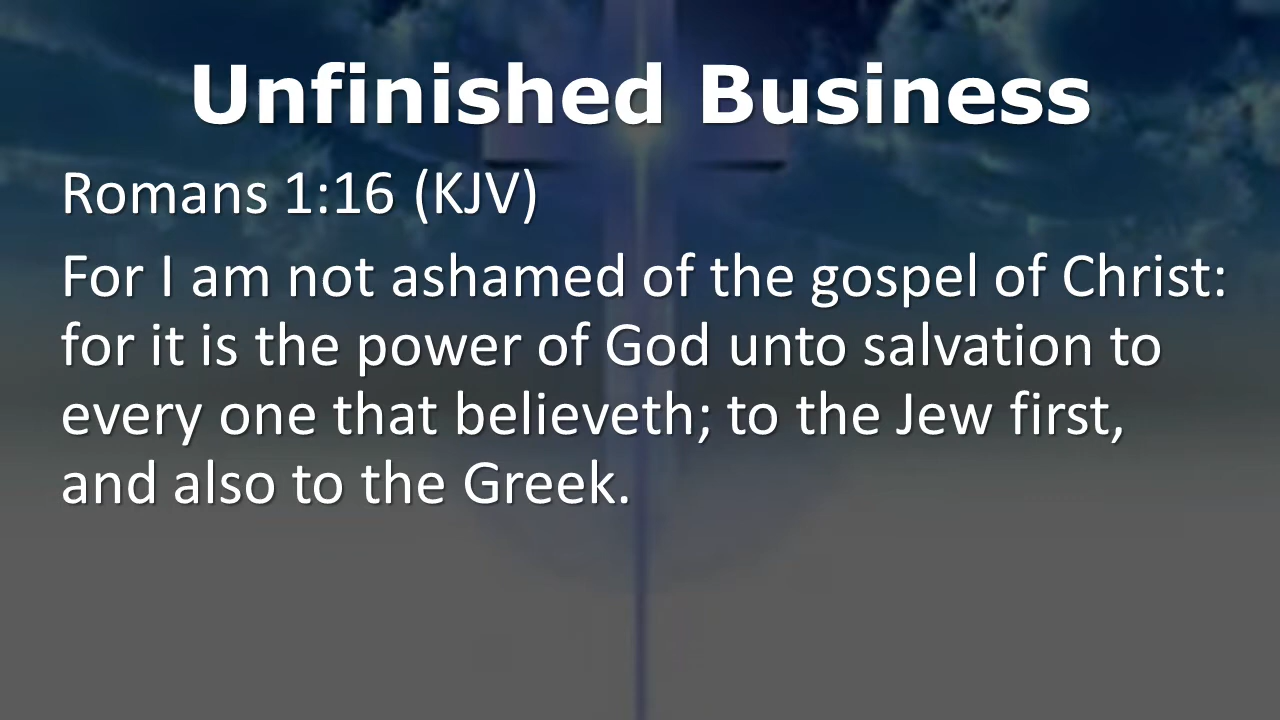 Unfinished Business
Romans 1:16 (KJV)
For I am not ashamed of the gospel of Christ:
for it is the power of God unto salvation to
every one that believeth; to the Jew first,
and also to the Greek.